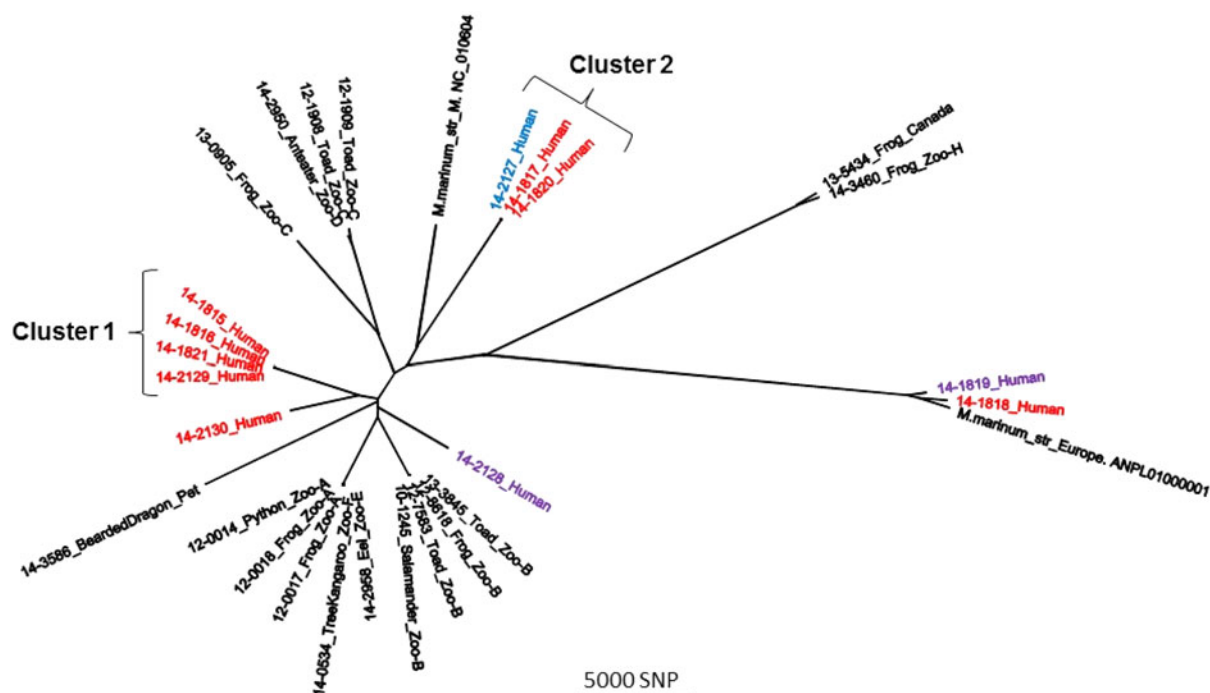 Cluster 2
Cluster 1
13-0905_Frog_Zoo-C
14-2950_Anteater_Zoo-D
12-1908_Toad_Zoo-C
12-1909_Toad_Zoo-C
M.marinum_str_M. NC_010604
14-2127_Human
14-1817_Human
14-1820_Human
13-5434_Frog_Canada
14-3460_Frog_Zoo-H
14-1815_Human
14-1816_Human
14-1821_Human
14-2129_Human
14-2130_Human
14-1819_Human
14-1818_Human
M.marinum_str_Europe. ANPL01000001
14-2128_Human
14-3586_BeardedDragon_Pet
12-0014_Python_Zoo-A
12-0018_Frog_Zoo-A
12-0017_Frog_Zoo-A
14-0534_TreeKangaroo_Zoo-F
14-2698_Eel_Zoo-E
10-1245_Salamander_Zoo-B
7583_Toad_Zoo-B
8618_Frog_Zoo-B
13-3845_Toad_Zoo-B
5000 SNP